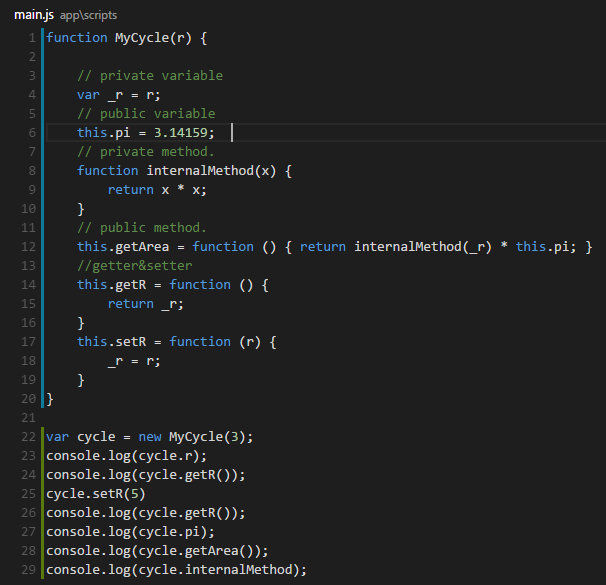 main.js app\scripts
1 function MyCycle(r) {
2
3     // private variable
4     var _r = r;
5     // public variable
6     this.pi = 3.14159;
7     // private method.
8     function internalMethod(x) {
9         return x * x;
10     }
11     // public method.
12     this.getArea = function () { return internalMethod(_r) * this.pi; }
13     //getter&setter
14     this.getR = function () {
15         return _r;
16     }
17     this.setR = function (r) {
18         _r = r;
19     }
20 }
21
22 var cycle = new MyCycle(3);
23 console.log(cycle.r);
24 console.log(cycle.getR());
25 cycle.setR(5)
26 console.log(cycle.getR());
27 console.log(cycle.pi);
28 console.log(cycle.getArea());
29 console.log(cycle.internalMethod);